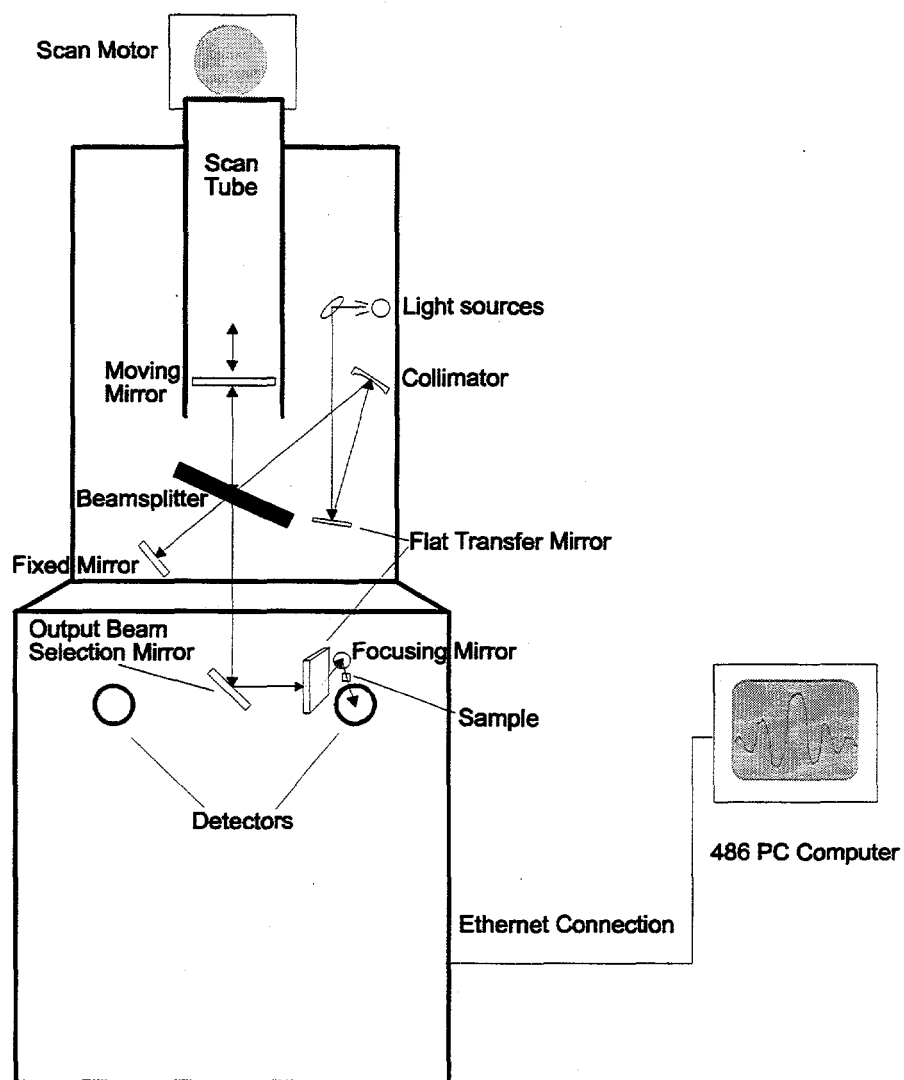 Scan Motor
Scan
Tube
Light sources
Moving
Mirror
Collimator
Beamsplitter
Flat Transfer Mirror
Fixed Mirror
Output Beam
Selection Mirror
Focusing Mirror
Sample
Detectors
486 PC Computer
Ethernet Connection